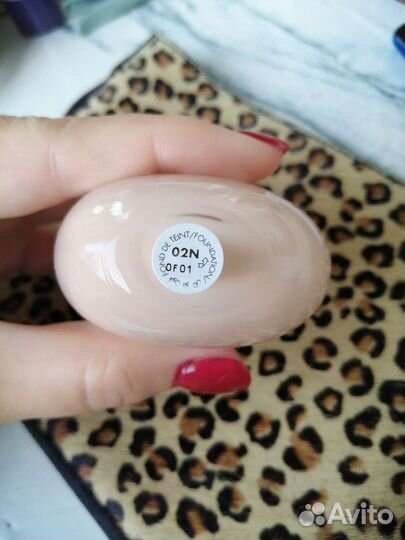 FOND DE TEINT/FOUNDATION/
02N
0F01
Avito